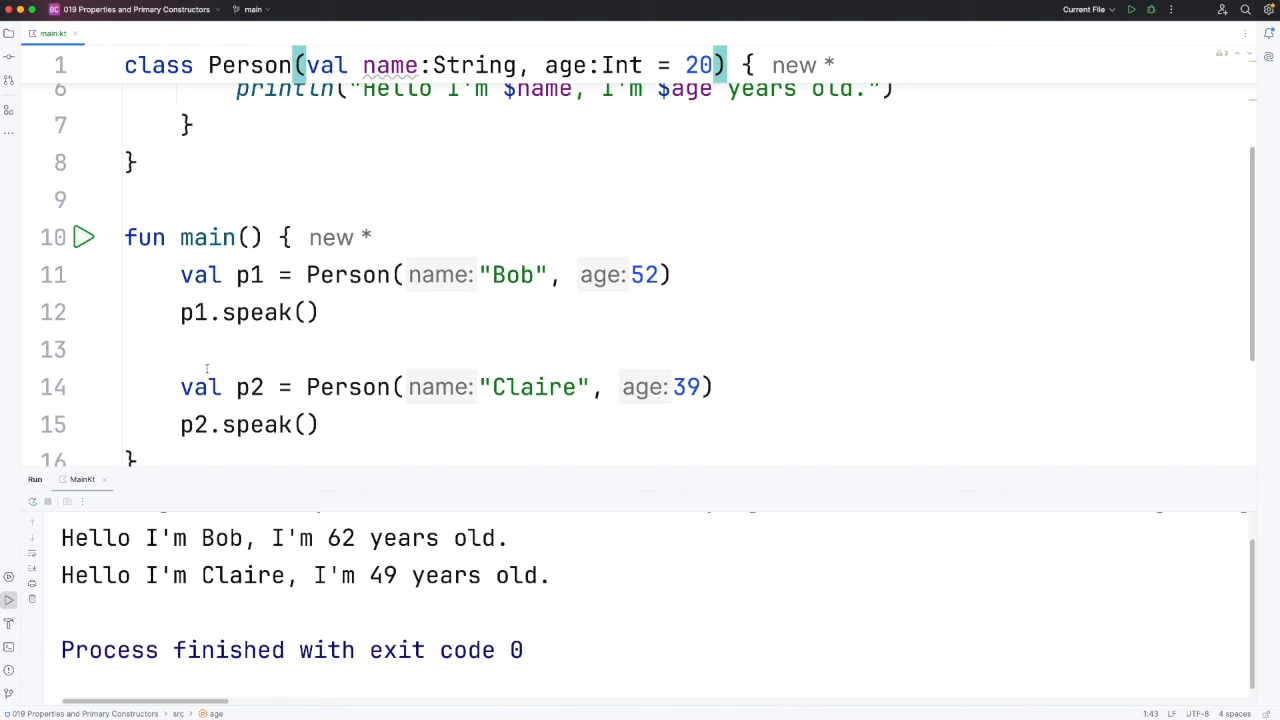 019 Properties and Primary Constructors main Current File
main.kt
1 class Person(val name:String, age:Int = 20) { new *
2
6 println("Hello I'm $name, I'm $age years old.")
7 }
8 }
9
10 fun main() { new *
11 val p1 = Person(name:"Bob", age:52)
12 p1.speak()
13
14 val p2 = Person(name:"Claire", age:39)
15 p2.speak()
16 }
Run MainKt
Hello I'm Bob, I'm 62 years old.
Hello I'm Claire, I'm 49 years old.
Process finished with exit code 0
019 Properties and Primary Constructors src age 1:43 LF UTF-8 4 spaces